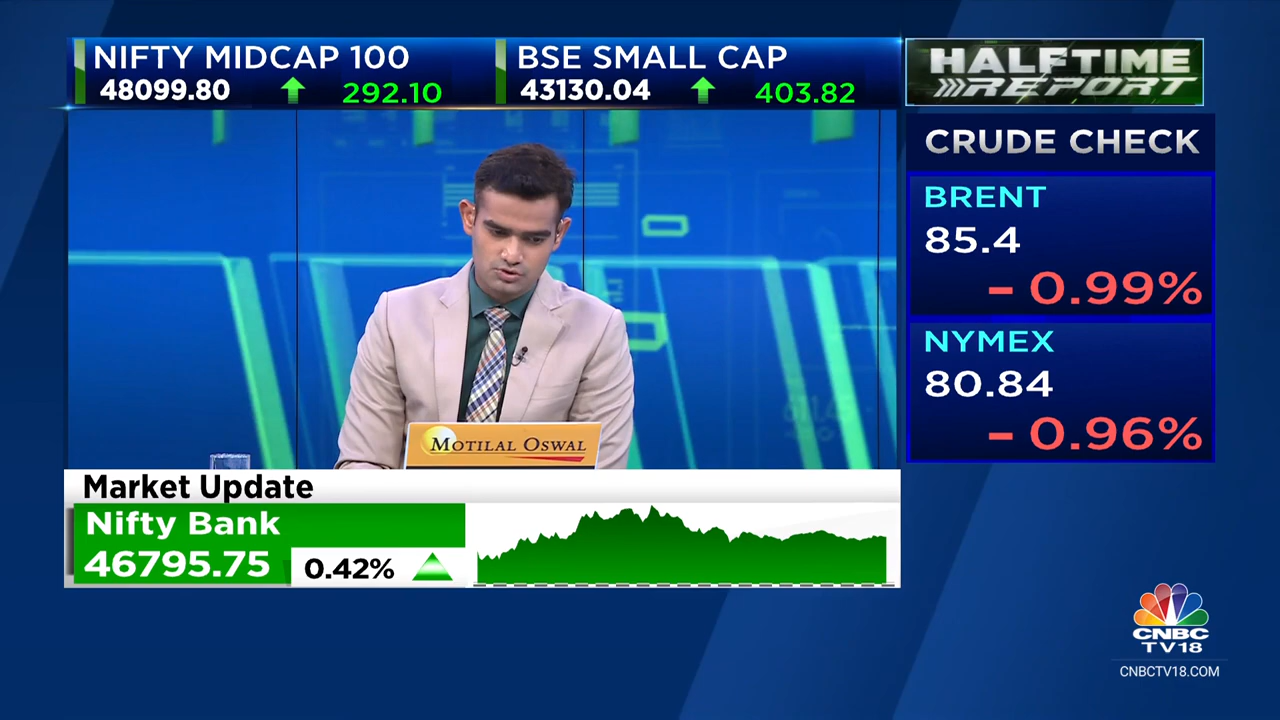 NIFTY MIDCAP 100
48099.80 292.10
BSE SMALL CAP
43130.04 403.82
HALFTIME
REPORT
CRUDE CHECK
BRENT
85.4
– 0.99%
NYMEX
80.84
– 0.96%
MOTILAL OSWAL
Market Update
Nifty Bank
46795.75 0.42%
CNBC
TV18
CNBCTV18.COM